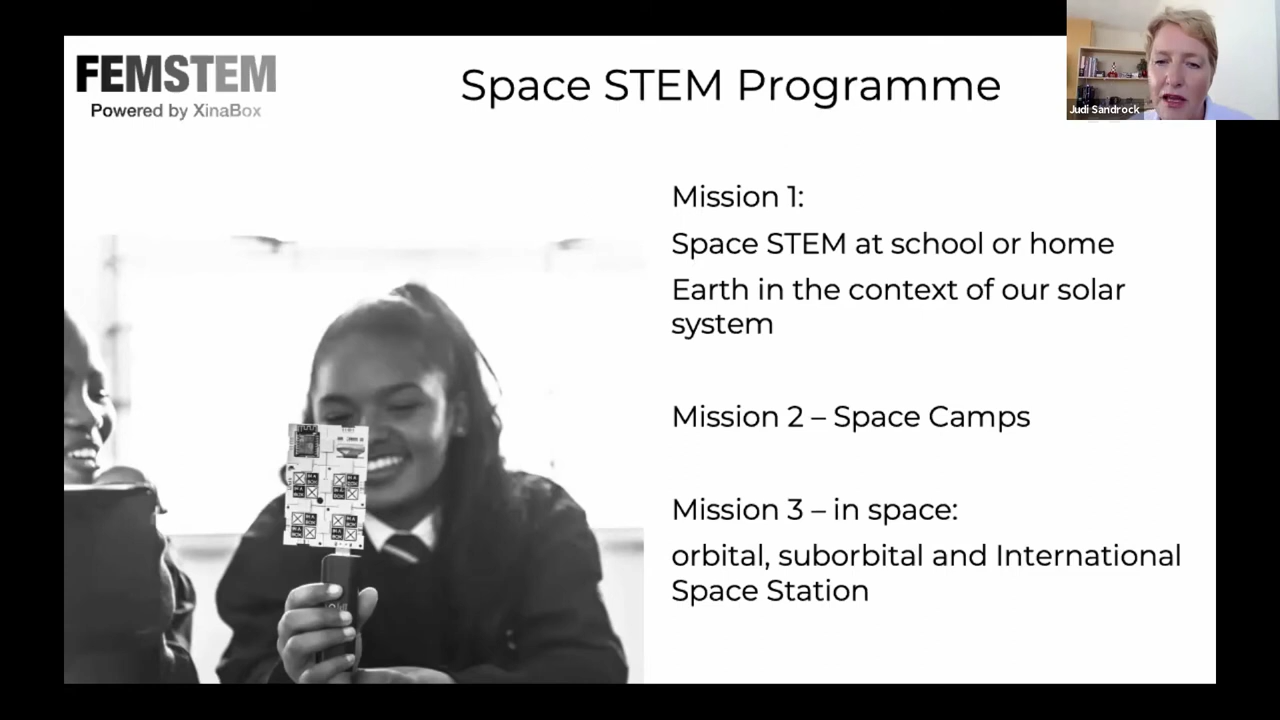 FEMSTEM
Powered by XinaBox
Space STEM Programme
Judi Sandrock
Mission 1:
Space STEM at school or home
Earth in the context of our solar
system
Mission 2 – Space Camps
Mission 3 – in space:
orbital, suborbital and International
Space Station